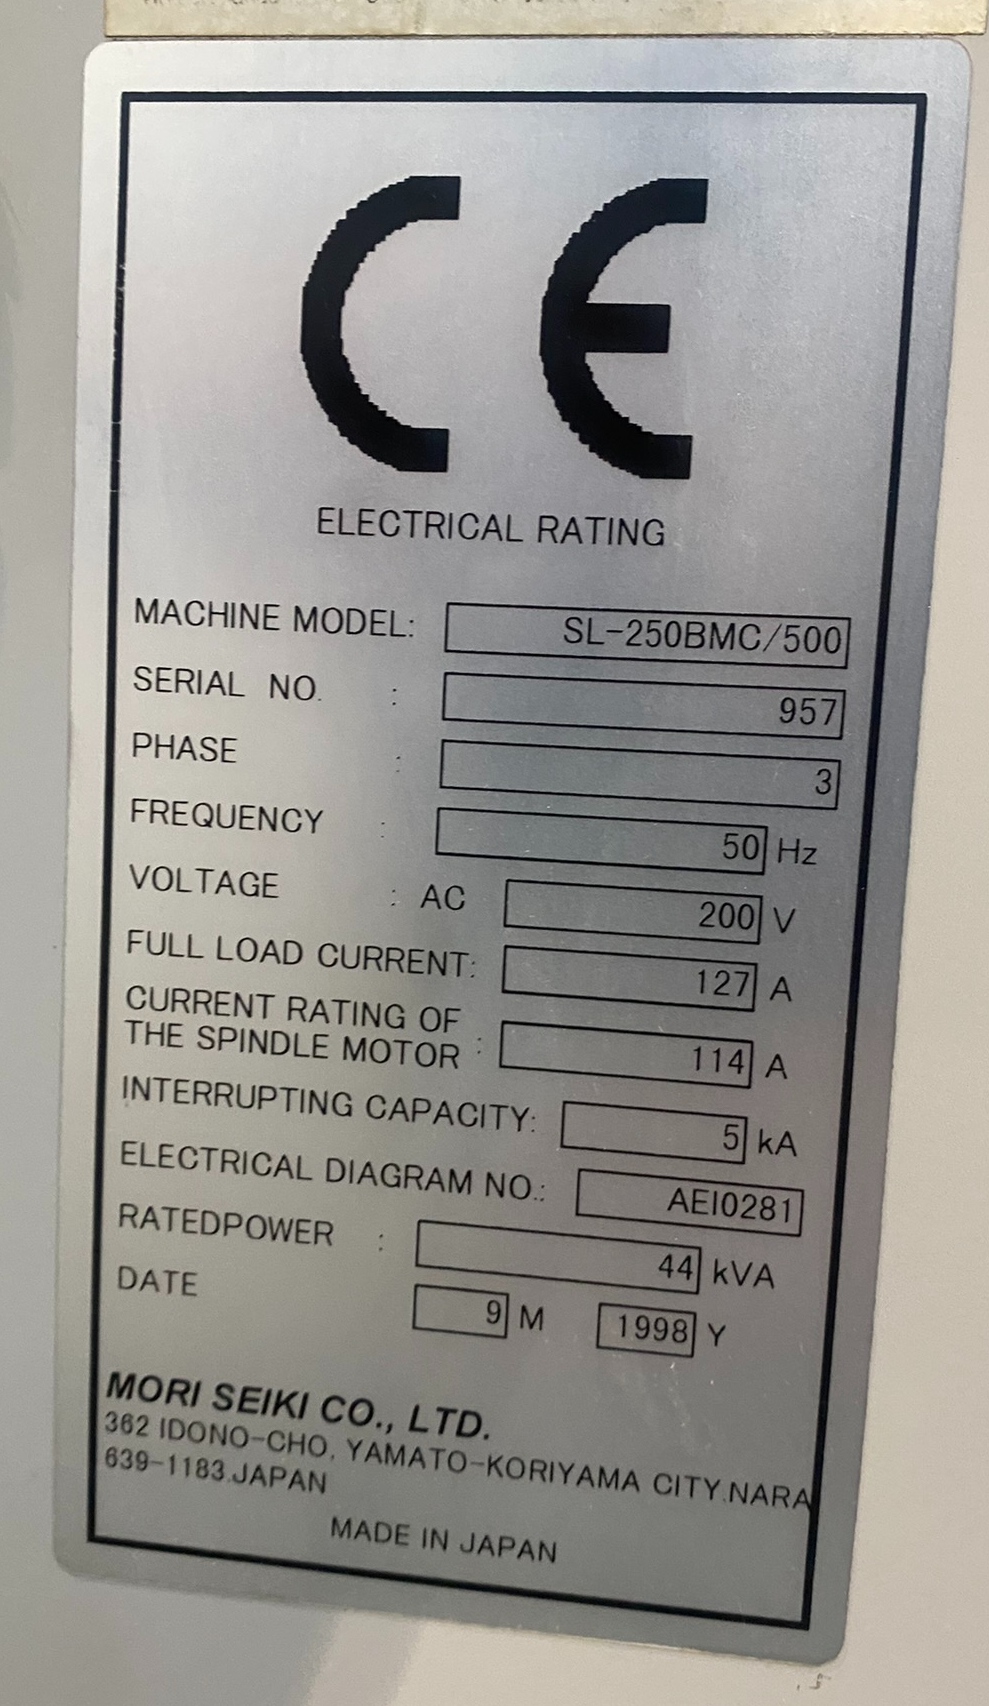 CE
ELECTRICAL RATING
MACHINE MODEL: SL-250BMC/500
SERIAL NO. : 957
PHASE : 3
FREQUENCY : 50 Hz
VOLTAGE : AC 200 V
FULL LOAD CURRENT: 127 A
CURRENT RATING OF
THE SPINDLE MOTOR : 114 A
INTERRUPTING CAPACITY: 5 kA
ELECTRICAL DIAGRAM NO.: AEI0281
RATEDPOWER : 44 kVA
DATE 9 M 1998 Y
MORI SEIKI CO., LTD.
362 IDONO-CHO, YAMATO-KORIYAMA CITY.NARA
639-1183.JAPAN
MADE IN JAPAN